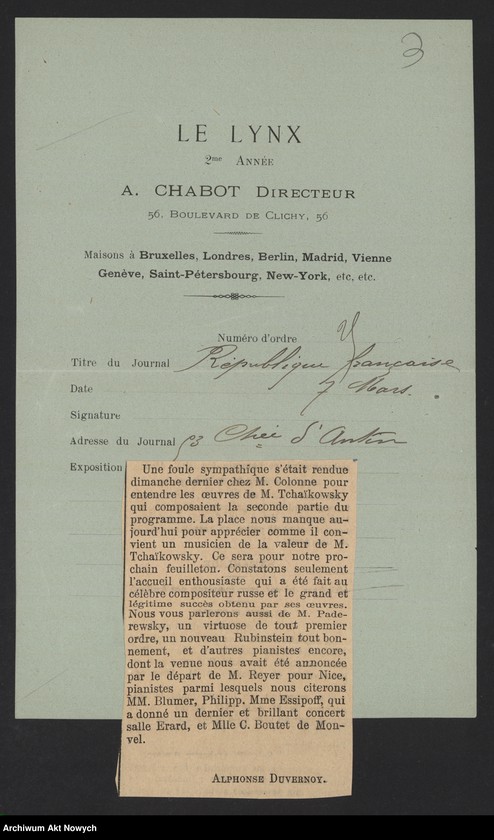 3
LE LYNX
2me ANNÉE
A. CHABOT DIRECTEUR
56, BOULEVARD DE CLICHY, 56
Maisons à Bruxelles, Londres, Berlin, Madrid, Vienne
Genève, Saint-Pétersbourg, New-York, etc, etc.
Numéro d'ordre
Titre du Journal République française
Date 7 Mars.
Signature
Adresse du Journal 53 Chée d'Antin
Exposition
Une foule sympathique s'était rendue
dimanche dernier chez M. Colonne pour
entendre les œuvres de M. Tchaïkowsky
qui composaient la seconde partie du
programme. La place nous manque au-
jourd'hui pour apprécier comme il con-
vient un musicien de la valeur de M.
Tchaïkowsky. Ce sera pour notre pro-
chain feuilleton. Constatons seulement
l'accueil enthousiaste qui a été fait au
célèbre compositeur russe et le grand et
légitime succès obtenu par ses œuvres.
Nous vous parlerons aussi de M. Pade-
rewsky, un virtuose de tout premier
ordre, un nouveau Rubinstein tout bon-
nement, et d'autres pianistes encore,
dont la venue nous avait été annoncée
par le départ de M. Reyer pour Nice,
pianistes parmi lesquels nous citerons
MM. Blumer, Philipp, Mme Essipoff, qui
a donné un dernier et brillant concert
salle Erard, et Mlle C. Boutet de Mon-
vel.
ALPHONSE DUVERNOY.
Archiwum Akt Nowych